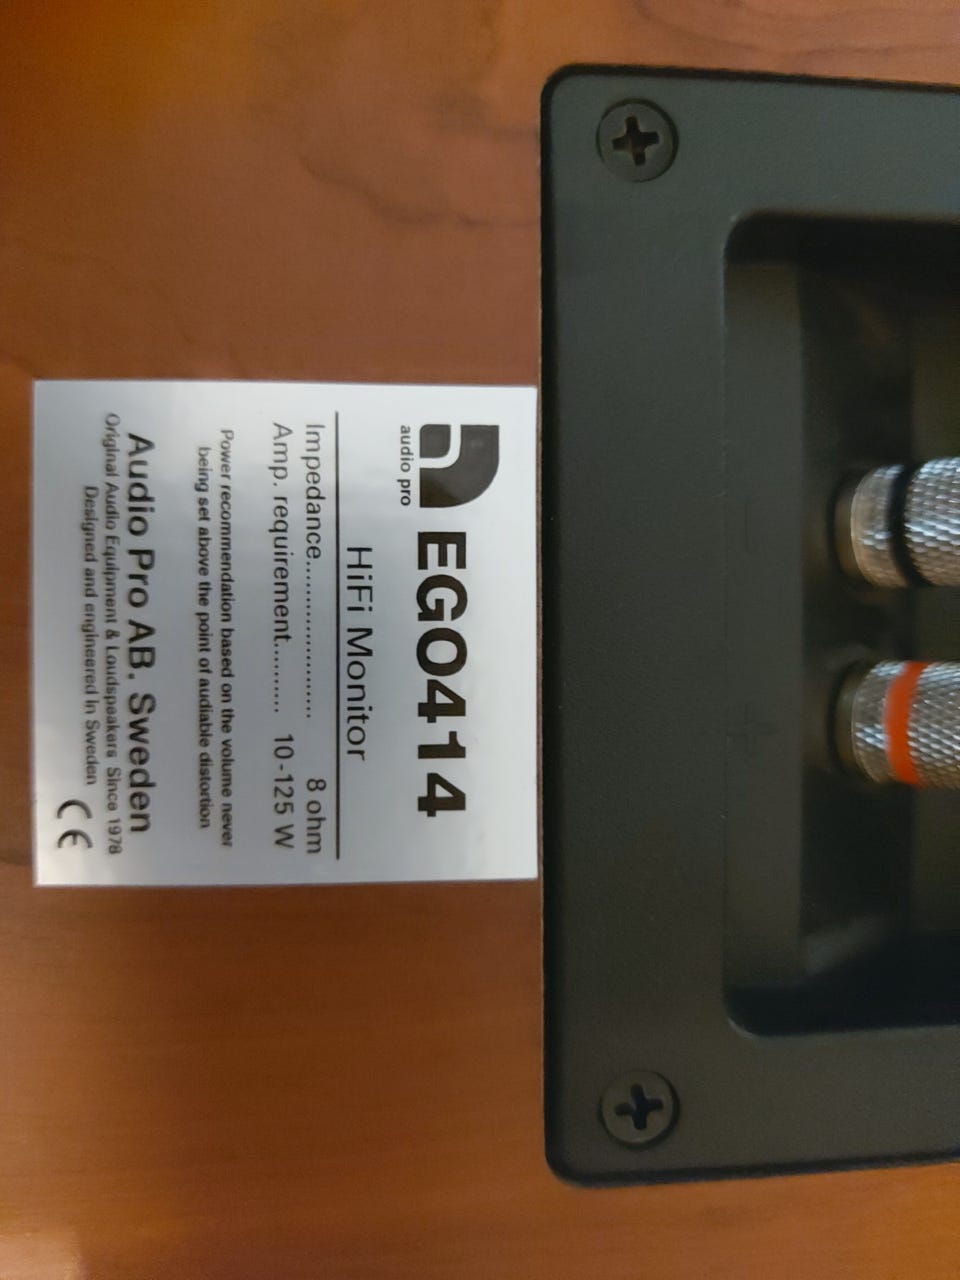 audio pro
EGO414
HiFi Monitor
Impedance...................... 8 ohm
Amp. requirement.......... 10-125 W
Power recommendation based on the volume never
being set above the point of audiable distortion
Audio Pro AB. Sweden
Original Audio Equipment & Loudspeakers Since 1978
Designed and engineered in Sweden
CE
- +